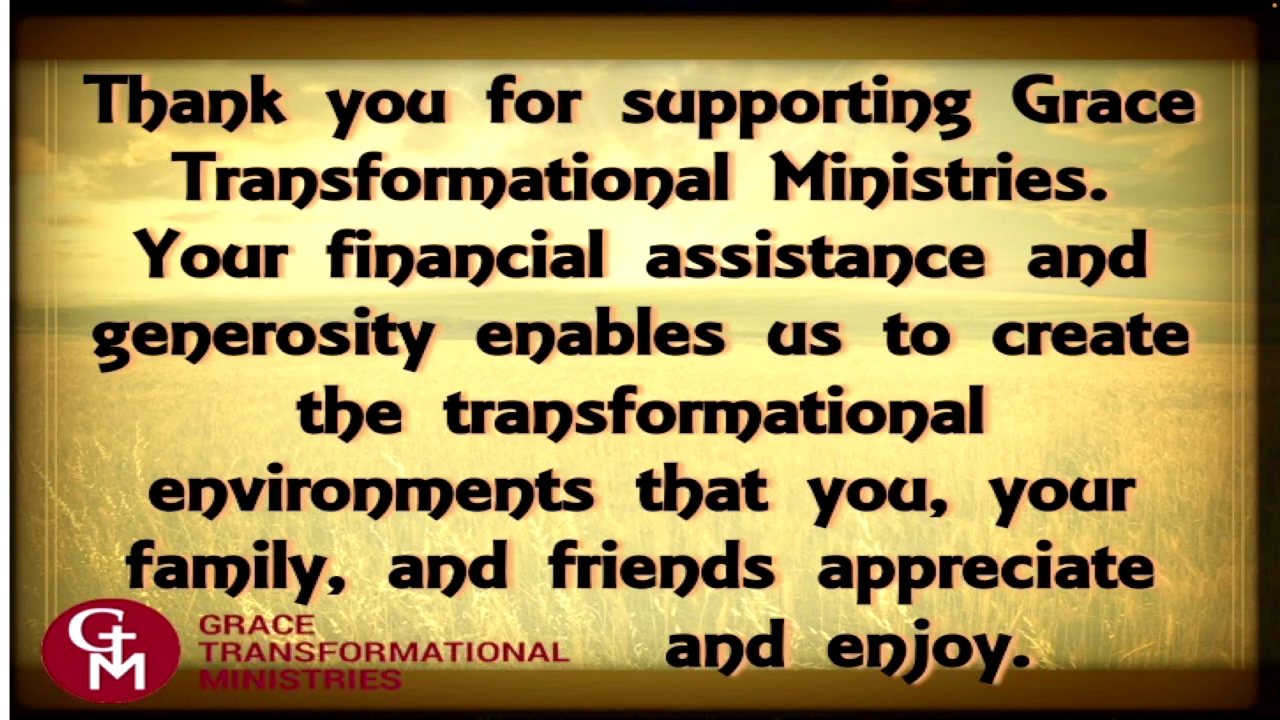 Thank you for supporting Grace
Transformational Ministries.
Your financial assistance and
generosity enables us to create
the transformational
environments that you, your
family, and friends appreciate
and enjoy.
GTM
GRACE
TRANSFORMATIONAL
MINISTRIES